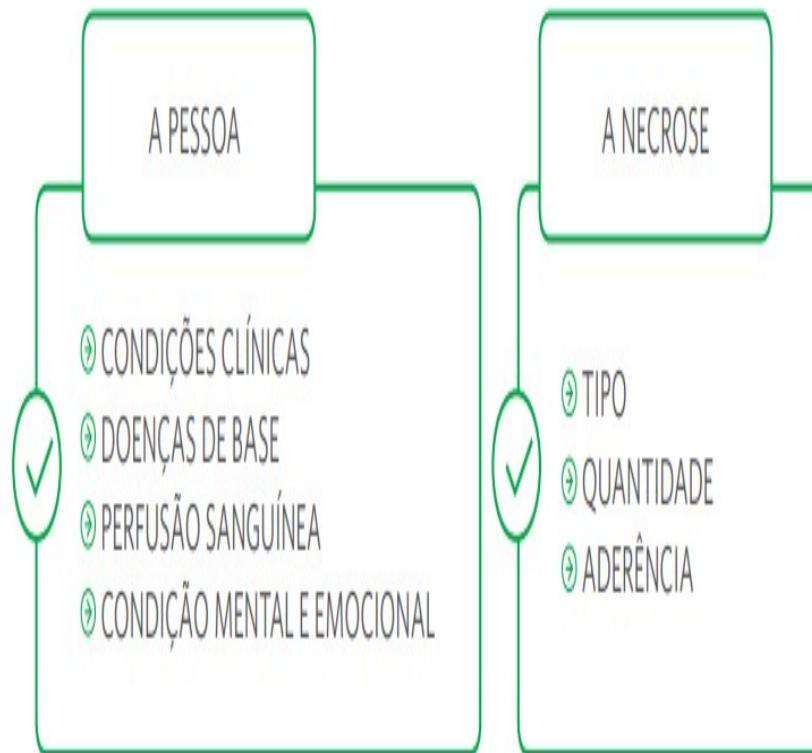 A PESSOA
CONDIÇÕES CLÍNICAS
DOENÇAS DE BASE
PERFUSÃO SANGUÍNEA
CONDIÇÃO MENTAL E EMOCIONAL
A NECROSE
TIPO
QUANTIDADE
ADERÊNCIA